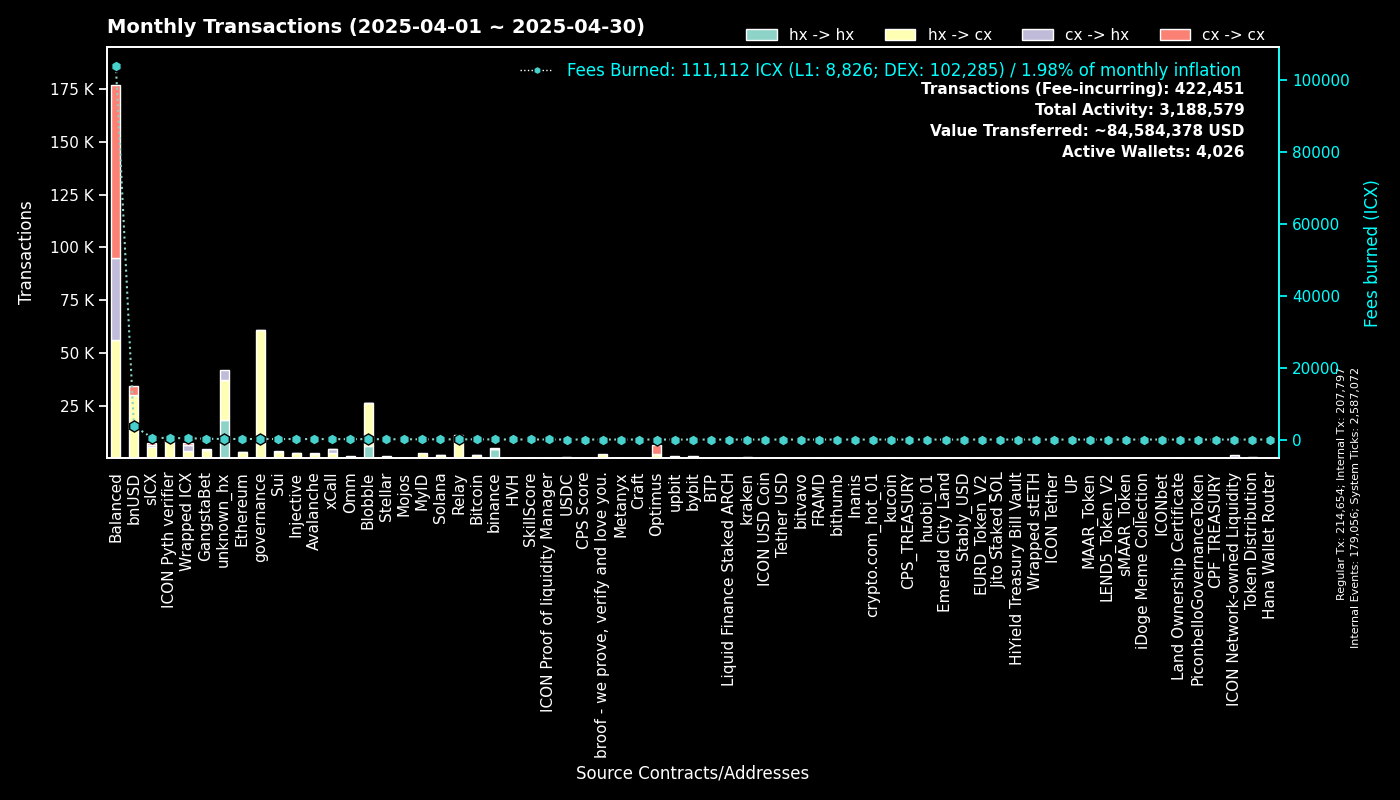 Monthly Transactions (2025-04-01 ~ 2025-04-30)
hx -> hx
hx -> cx
cx -> hx
cx -> cx
Fees Burned: 111,112 ICX (L1: 8,826; DEX: 102,285) / 1.98% of monthly inflation
Transactions (Fee-incurring): 422,451
Total Activity: 3,188,579
Value Transferred: ~84,584,378 USD
Active Wallets: 4,026
Transactions
175 K
150 K
125 K
100 K
75 K
50 K
25 K
100000
80000
60000
40000
20000
0
Fees burned (ICX)
Regular Tx: 214,654; Internal Tx: 207,797
Internal Events: 179,056; System Ticks: 2,587,072
Balanced
bnUSD
sICX
ICON Pyth verifier
Wrapped ICX
GangstaBet
unknown_hx
Ethereum
governance
Sui
Injective
Avalanche
xCall
Omm
Blobble
Stellar
Mojos
MyID
Solana
Relay
Bitcoin
binance
HVH
SkillScore
ICON Proof of liquidity Manager
USDC
CPS Score
broof - we prove, verify and love you.
Metanyx
Craft
Optimus
upbit
bybit
BTP
Liquid Finance Staked ARCH
kraken
ICON USD Coin
Tether USD
bitvavo
FRAMD
bithumb
Inanis
crypto.com_hot_01
kucoin
CPS_TREASURY
huobi_01
Emerald City Land
Stably_USD
EURD_Token_V2
Jito Staked SOL
HiYield Treasury Bill Vault
Wrapped stETH
ICON Tether
UP
MAAR_Token
LEND5_Token_V2
sMAAR_Token
iDoge Meme Collection
ICONbet
Land Ownership Certificate
PiconbelloGovernanceToken
CPF_TREASURY
ICON Network-owned Liquidity
Token Distribution
Hana Wallet Router
Source Contracts/Addresses